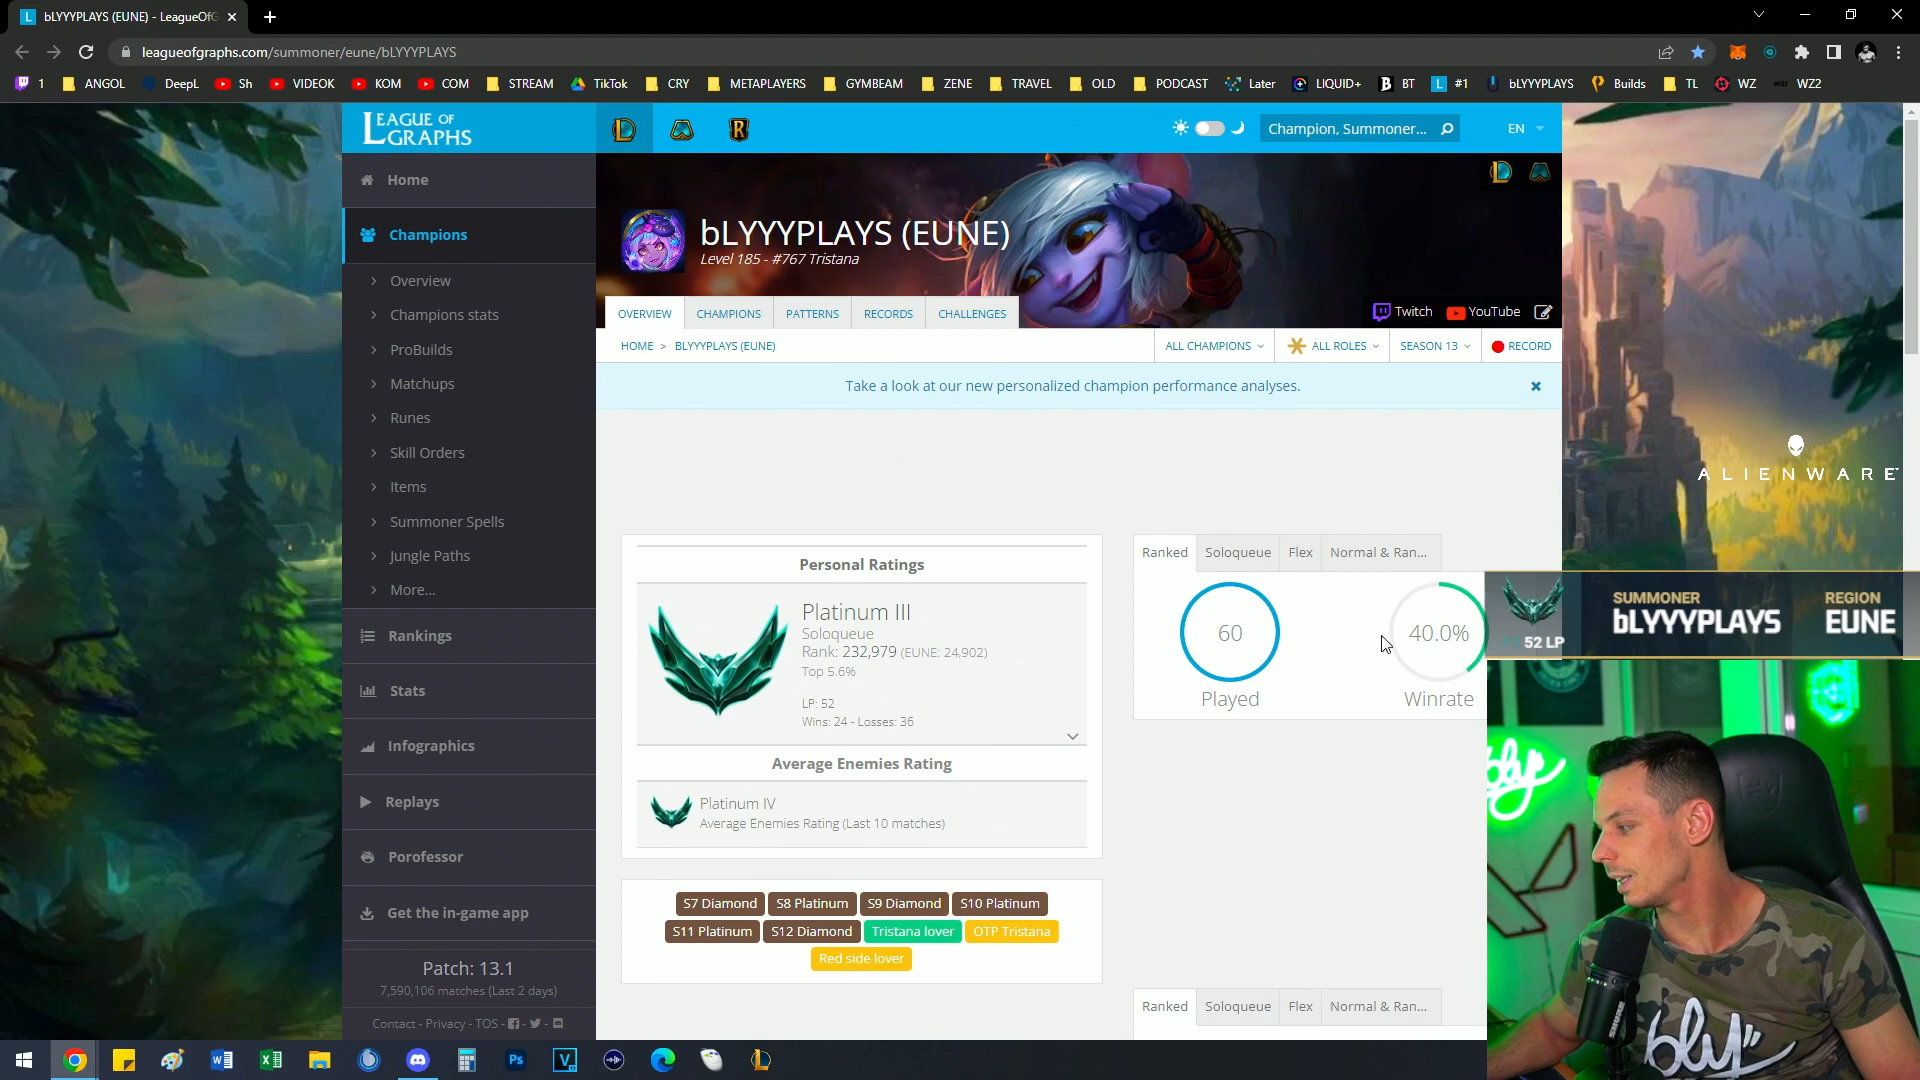 bLYYYPLAYS (EUNE) - LeagueOfG
leagueofgraphs.com/summoner/eune/bLYYYPLAYS
1 ANGOL DeepL Sh VIDEOK KOM COM STREAM TikTok CRY METAPLAYERS GYMBEAM ZENE TRAVEL OLD PODCAST Later LIQUID+ BT #1 bLYYYPLAYS Builds TL WZ WZ2
LEAGUE OF GRAPHS
Champion, Summoner...
EN
Home
Champions
Overview
Champions stats
ProBuilds
Matchups
Runes
Skill Orders
Items
Summoner Spells
Jungle Paths
More...
Rankings
Stats
Infographics
Replays
Porofessor
Get the in-game app
Patch: 13.1
7,590,106 matches (Last 2 days)
Contact - Privacy - TOS -
bLYYYPLAYS (EUNE)
Level 185 - #767 Tristana
OVERVIEW CHAMPIONS PATTERNS RECORDS CHALLENGES
Twitch YouTube
HOME > BLYYYPLAYS (EUNE)
ALL CHAMPIONS ALL ROLES SEASON 13 RECORD
Take a look at our new personalized champion performance analyses.
Personal Ratings
Platinum III
Soloqueue
Rank: 232,979 (EUNE: 24,902)
Top 5.6%
LP: 52
Wins: 24 - Losses: 36
Average Enemies Rating
Platinum IV
Average Enemies Rating (Last 10 matches)
S7 Diamond S8 Platinum S9 Diamond S10 Platinum
S11 Platinum S12 Diamond Tristana lover OTP Tristana
Red side lover
Ranked Soloqueue Flex Normal & Ran...
60
Played
40.0%
Winrate
Ranked Soloqueue Flex Normal & Ran...
ALIENWARE
52 LP
SUMMONER
bLYYYPLAYS
REGION
EUNE
bly
SHURE
bly